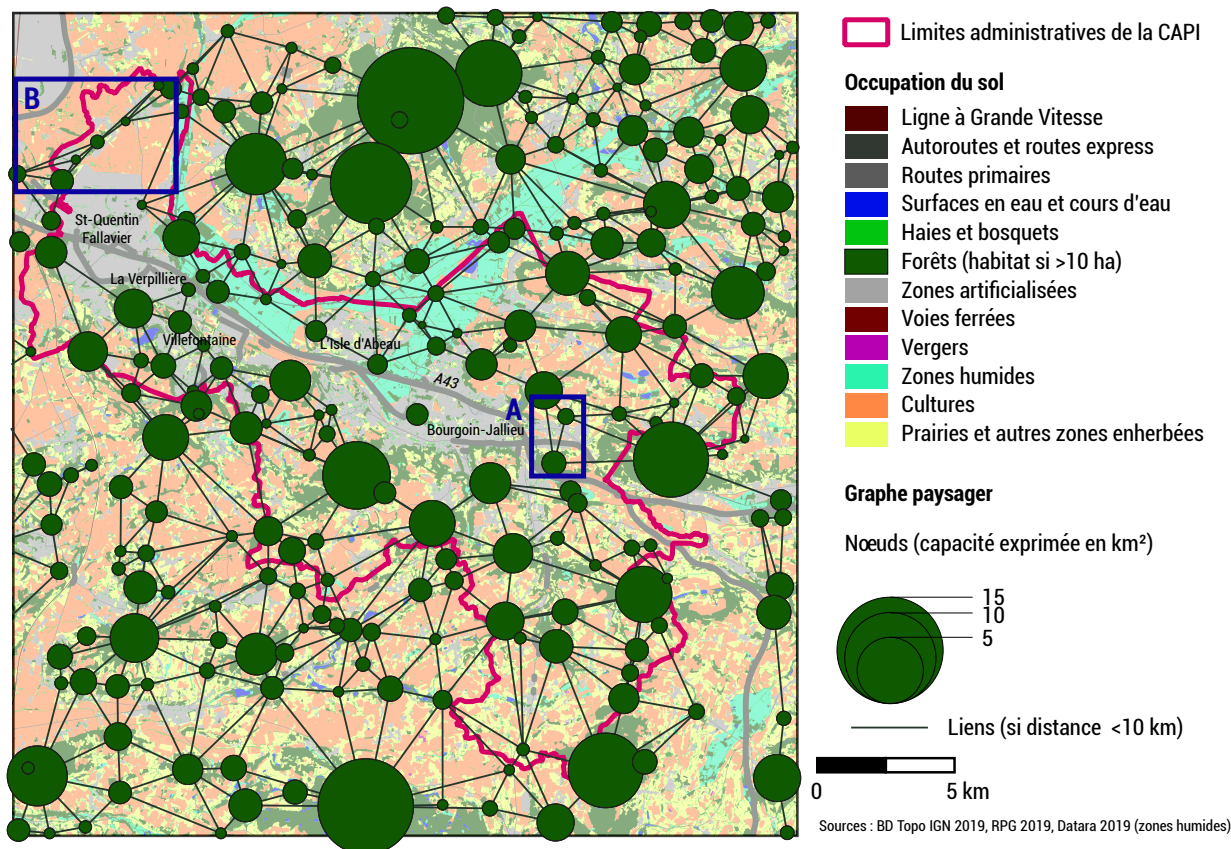 B
St-Quentin
Fallavier
La Verpillière
Villefontaine
L'Isle d'Abeau
A43
A
Bourgoin-Jallieu
Limites administratives de la CAPI
Occupation du sol
Ligne à Grande Vitesse
Autoroutes et routes express
Routes primaires
Surfaces en eau et cours d'eau
Haies et bosquets
Forêts (habitat si >10 ha)
Zones artificialisées
Voies ferrées
Vergers
Zones humides
Cultures
Prairies et autres zones enherbées
Graphe paysager
Nœuds (capacité exprimée en km²)
15
10
5
Liens (si distance <10 km)
0 5 km
Sources : BD Topo IGN 2019, RPG 2019, Datara 2019 (zones humides)